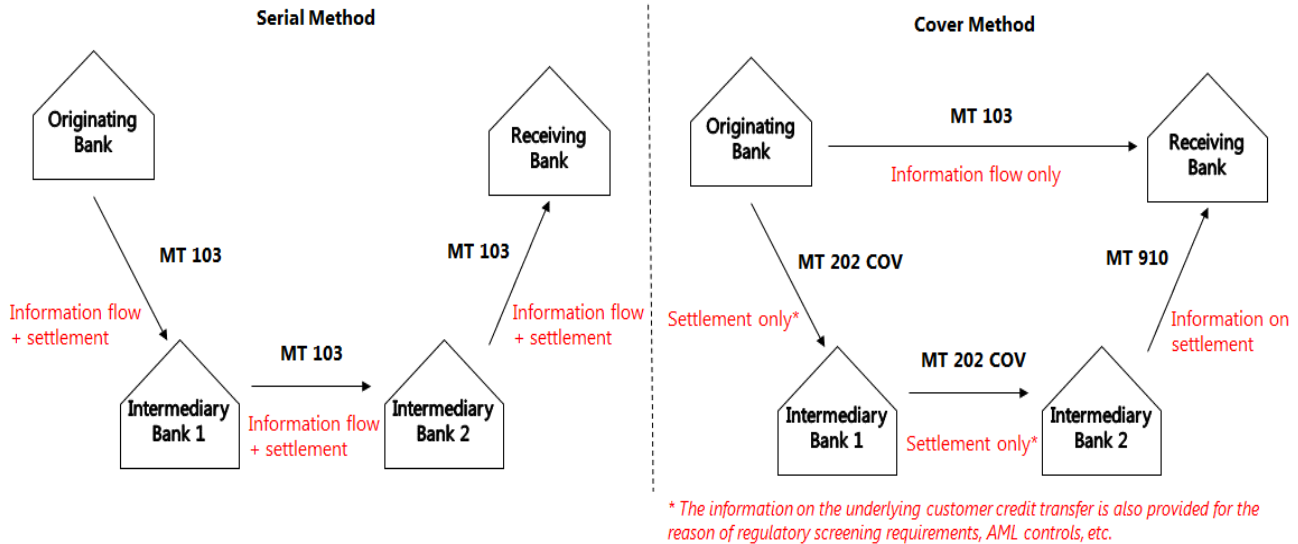 Serial Method
Originating
Bank
Receiving
Bank
MT 103
MT 103
Information flow
+ settlement
Information flow
+ settlement
MT 103
Intermediary
Bank 1
Information flow
+ settlement
Intermediary
Bank 2
Cover Method
Originating
Bank
MT 103
Information flow only
Receiving
Bank
MT 202 COV
MT 910
Settlement only*
Information on
settlement
MT 202 COV
Intermediary
Bank 1
Settlement only*
Intermediary
Bank 2
* The information on the underlying customer credit transfer is also provided for the
reason of regulatory screening requirements, AML controls, etc.